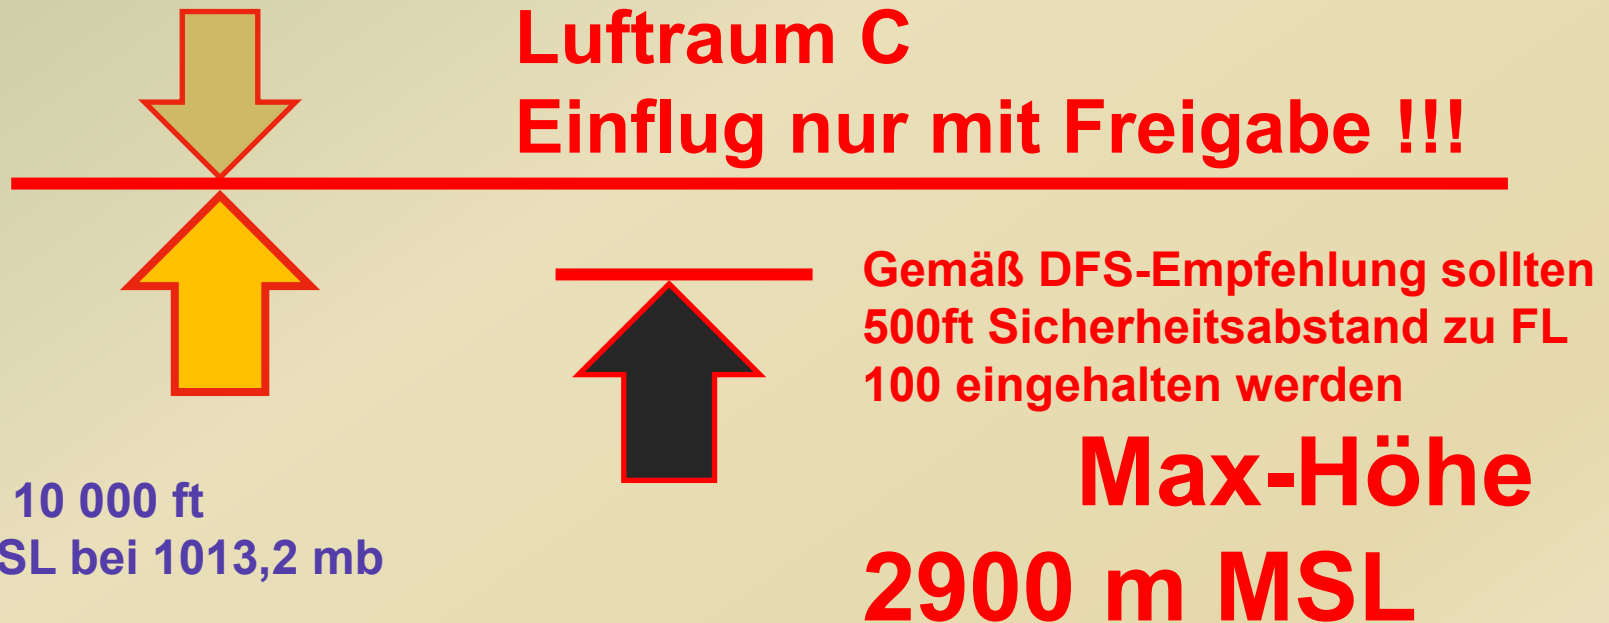 Luftraum C
Einflug nur mit Freigabe !!!
Gemäß DFS-Empfehlung sollten
500ft Sicherheitsabstand zu FL
100 eingehalten werden
Max-Höhe
2900 m MSL
10 000 ft
SL bei 1013,2 mb